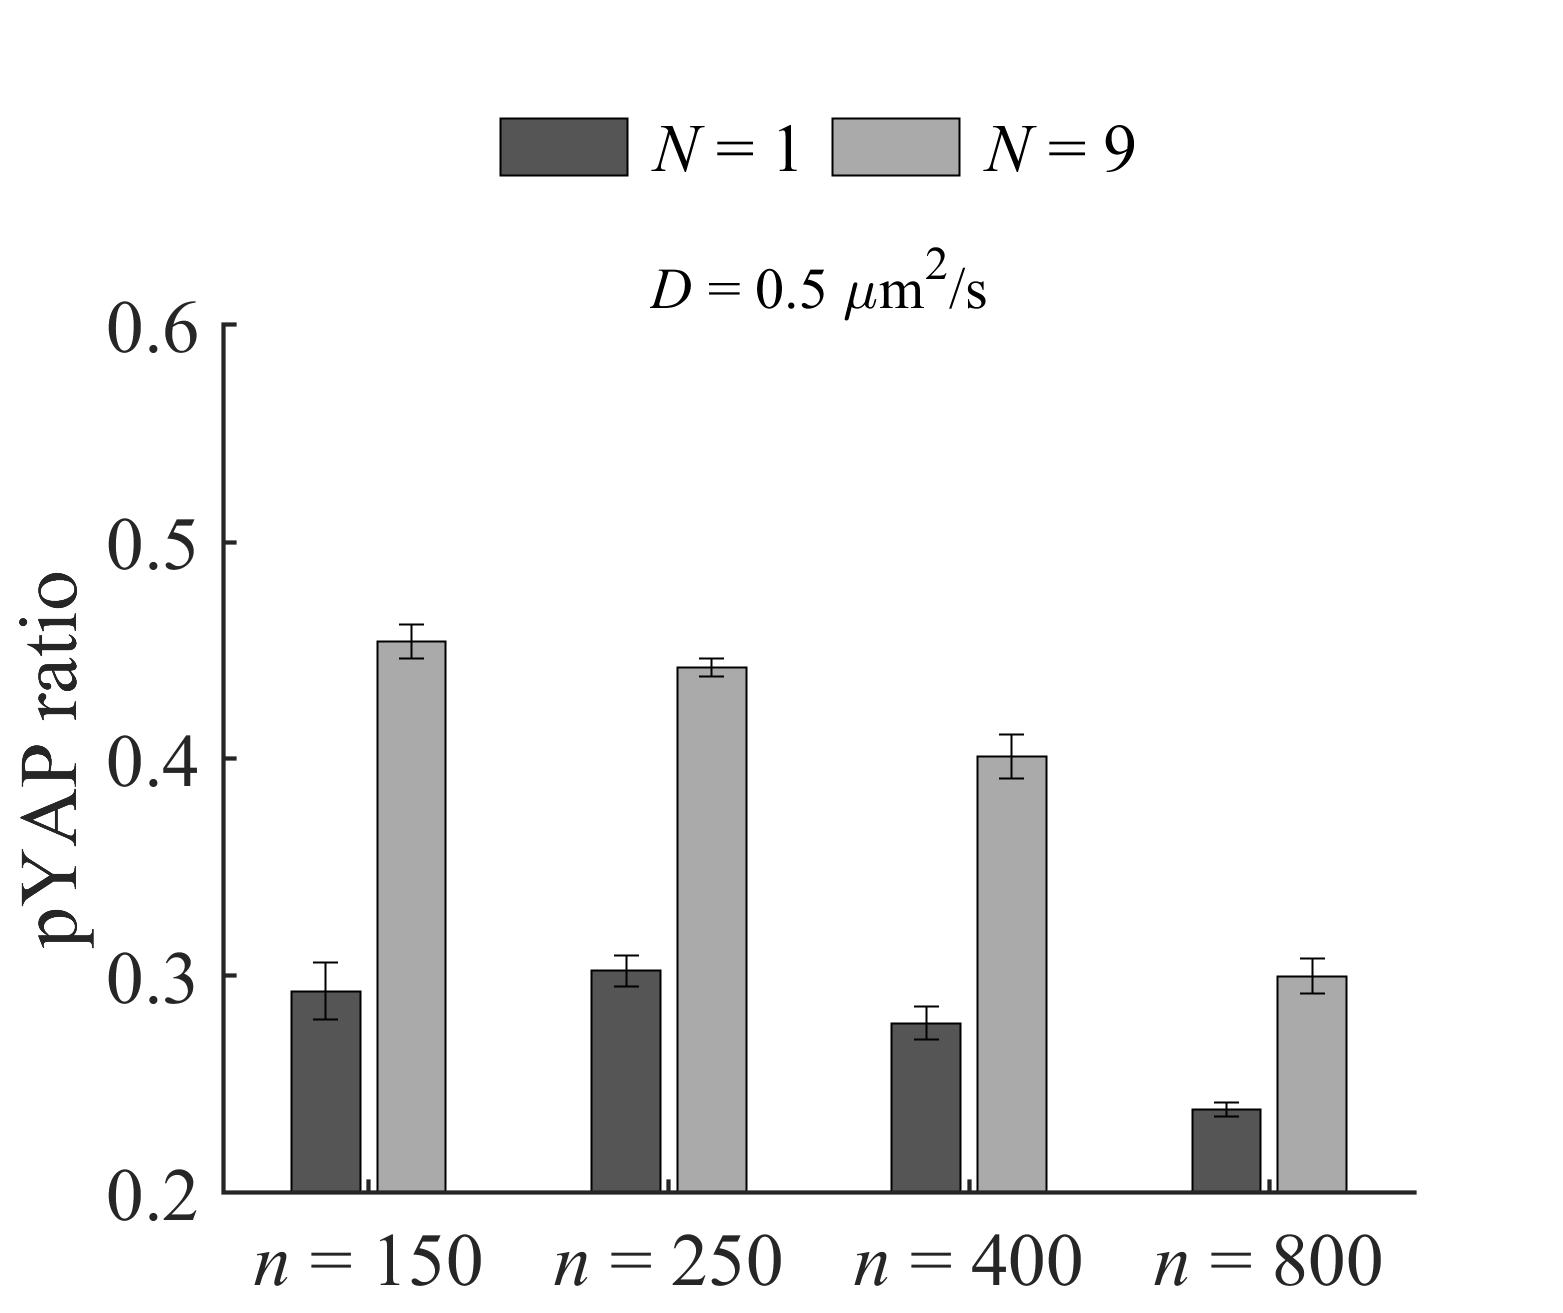 N = 1 N = 9
D = 0.5 μm²/s
0.6
0.5
0.4
0.3
0.2
pYAP ratio
n = 150 n = 250 n = 400 n = 800